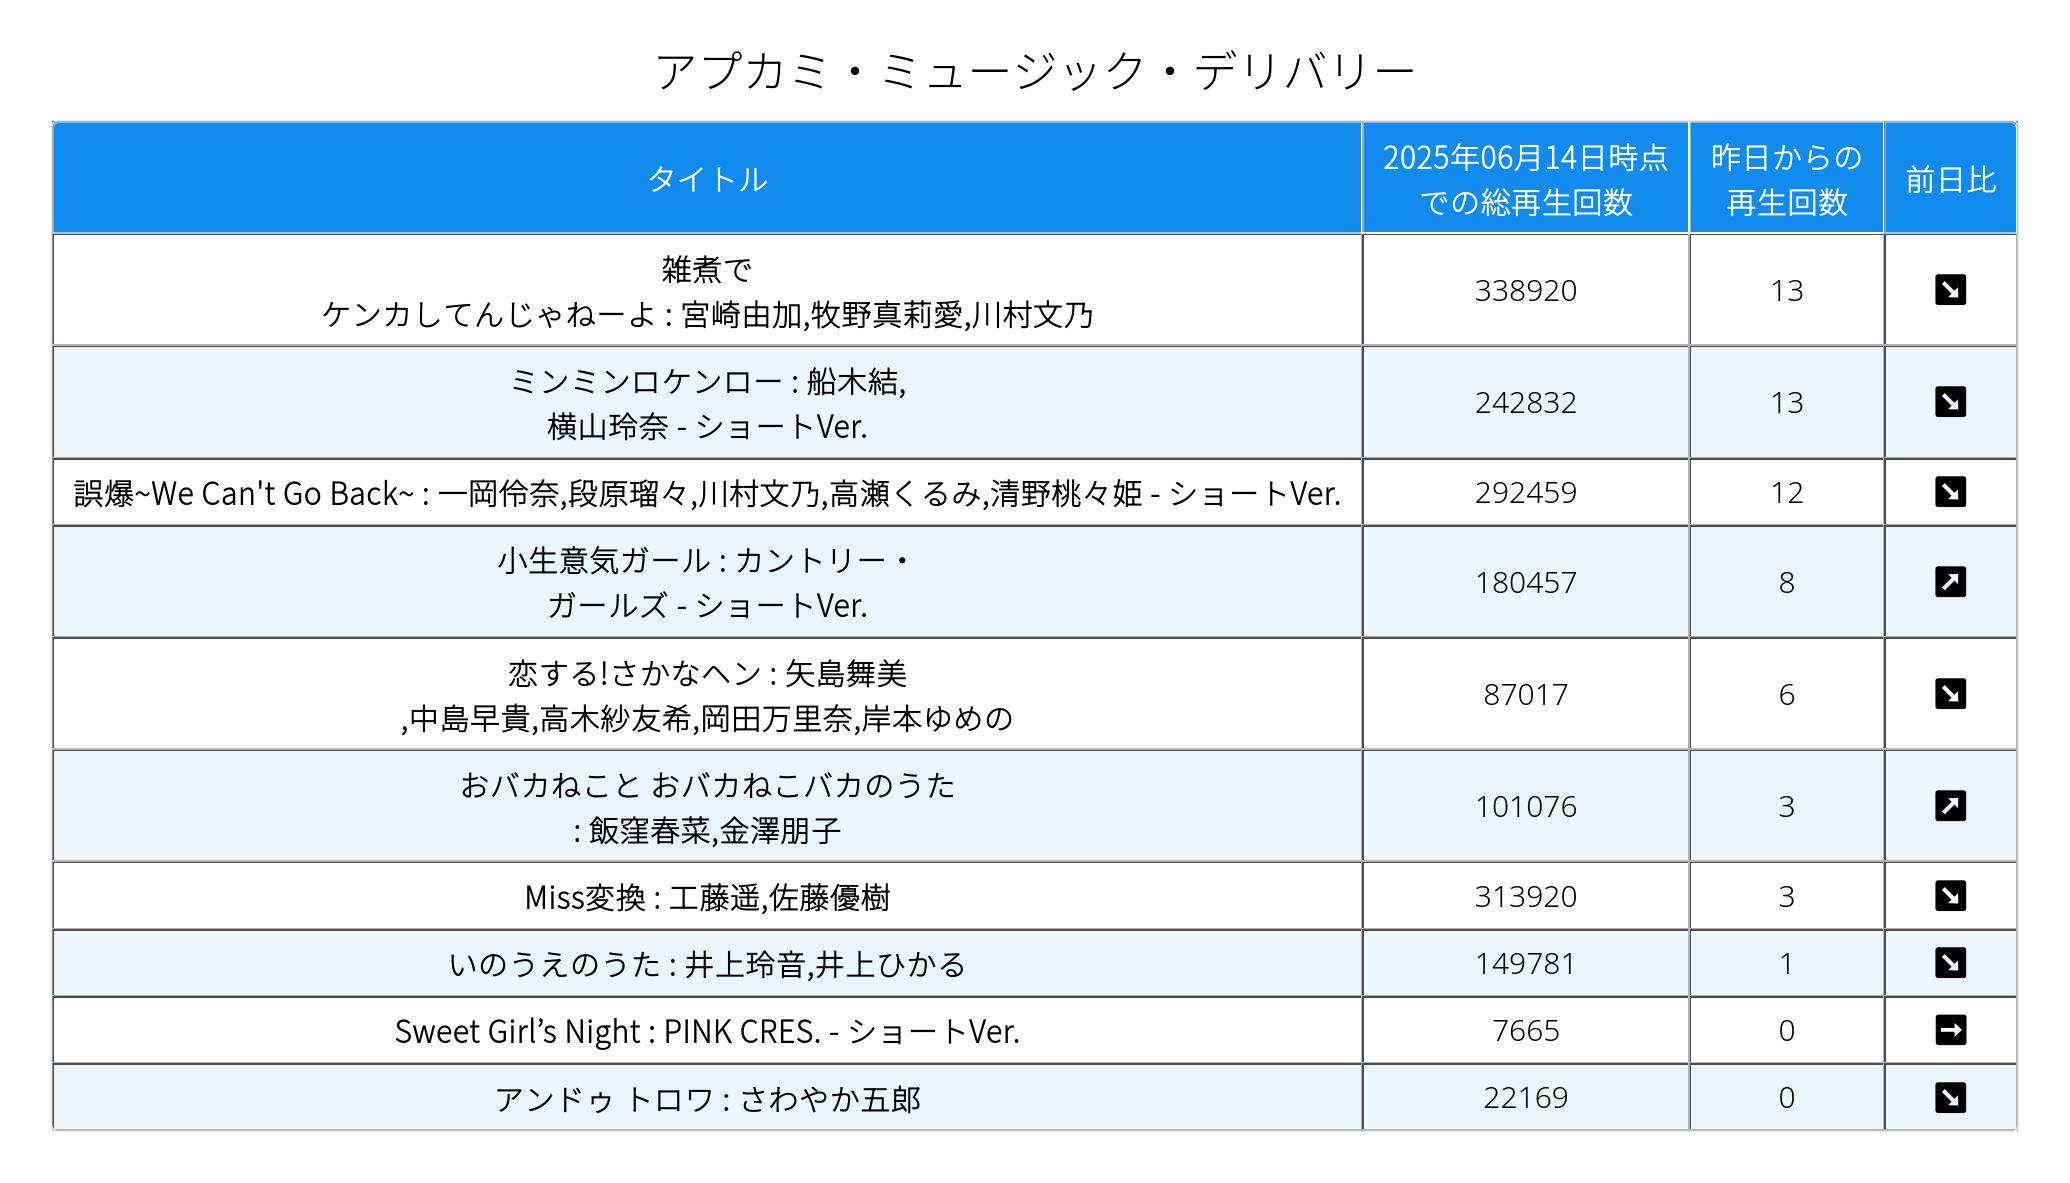 アプカミ・ミュージック・デリバリー
タイトル
2025年06月14日時点
での総再生回数
昨日からの
再生回数
前日比
雑煮で
ケンカしてんじゃねーよ : 宮崎由加,牧野真莉愛,川村文乃
338920
13
ミンミンロケンロー : 船木結,
横山玲奈 - ショートVer.
242832
13
誤爆~We Can't Go Back~ : 一岡伶奈,段原瑠々,川村文乃,高瀬くるみ,清野桃々姫 - ショートVer.
292459
12
小生意気ガール : カントリー・
ガールズ - ショートVer.
180457
8
恋する!さかなヘン : 矢島舞美
,中島早貴,高木紗友希,岡田万里奈,岸本ゆめの
87017
6
おバカねこと おバカねこバカのうた
: 飯窪春菜,金澤朋子
101076
3
Miss変換 : 工藤遥,佐藤優樹
313920
3
いのうえのうた : 井上玲音,井上ひかる
149781
1
Sweet Girl’s Night : PINK CRES. - ショートVer.
7665
0
アンドゥ トロワ : さわやか五郎
22169
0